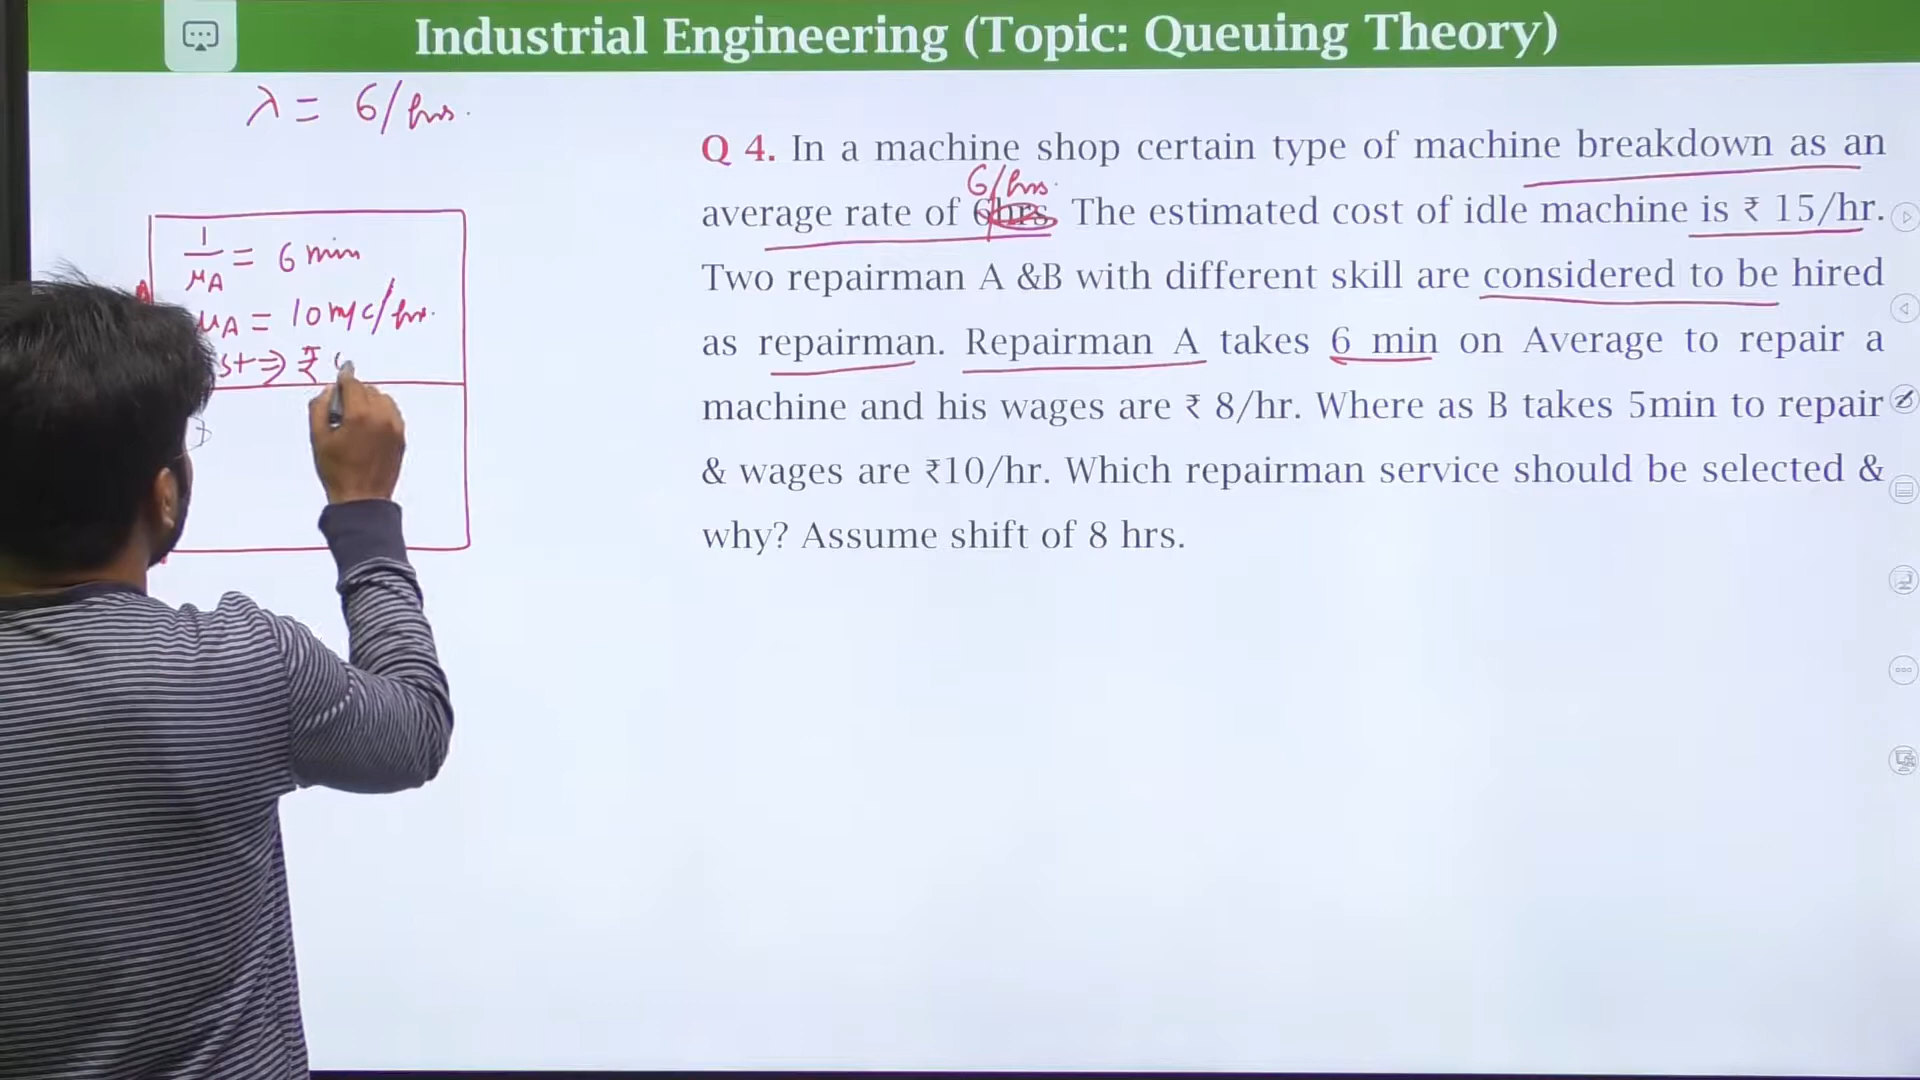 Industrial Engineering (Topic: Queuing Theory)
λ = 6/hrs.
Q 4. In a machine shop certain type of machine breakdown as an
6/hrs.
average rate of 6hrs. The estimated cost of idle machine is ₹ 15/hr.
Two repairman A &B with different skill are considered to be hired
as repairman. Repairman A takes 6 min on Average to repair a
machine and his wages are ₹ 8/hr. Where as B takes 5min to repair
& wages are ₹10/hr. Which repairman service should be selected &
why? Assume shift of 8 hrs.
1/μA = 6 min
μA = 10 m/c/hr.
st ⇒ ₹